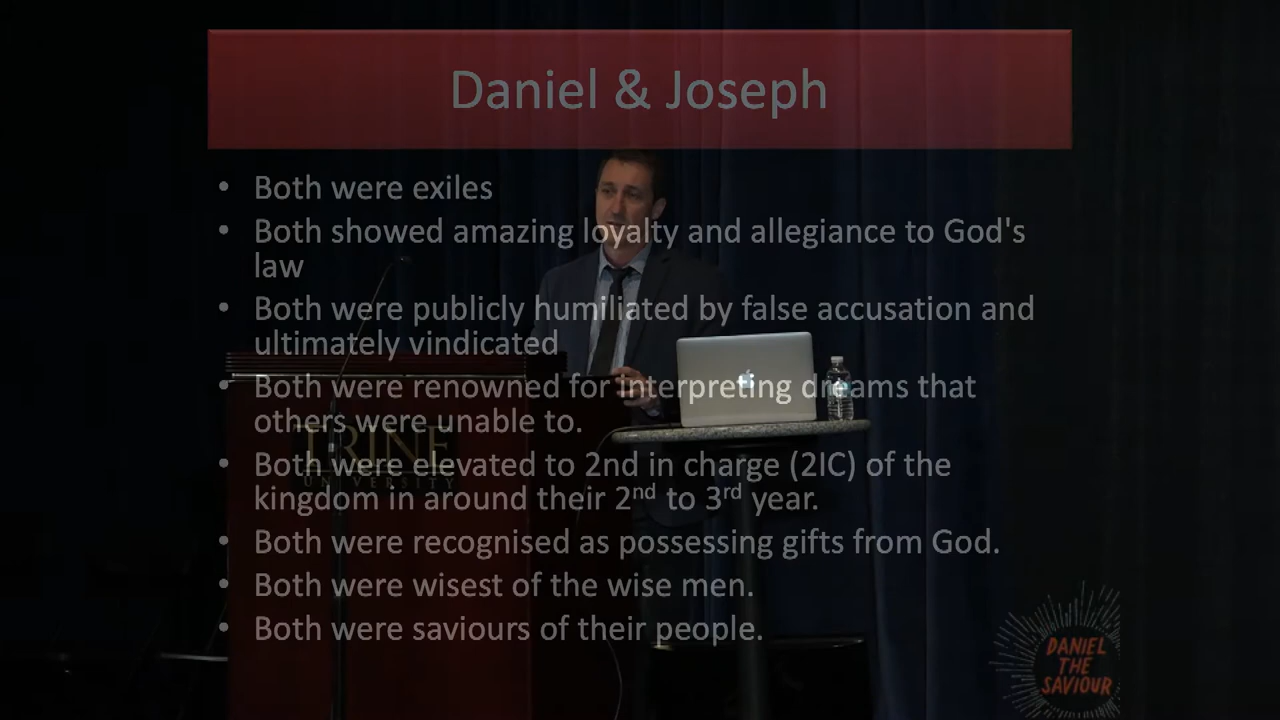 Daniel & Joseph
• Both were exiles
• Both showed amazing loyalty and allegiance to God's
law
• Both were publicly humiliated by false accusation and
ultimately vindicated
• Both were renowned for interpreting dreams that
others were unable to.
• Both were elevated to 2nd in charge (2IC) of the
kingdom in around their 2nd to 3rd year.
• Both were recognised as possessing gifts from God.
• Both were wisest of the wise men.
• Both were saviours of their people.
TRINE
UNIVERSITY
DANIEL
THE
SAVIOUR